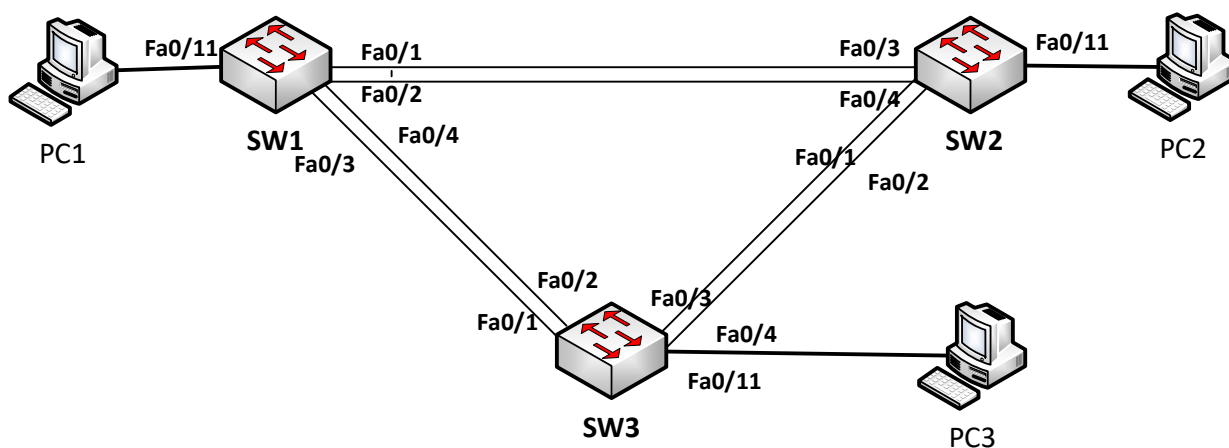 Fa0/11
Fa0/1
Fa0/3
Fa0/11
Fa0/2
Fa0/4
SW1
SW2
PC1
PC2
Fa0/4
Fa0/3
Fa0/1
Fa0/2
Fa0/2
Fa0/1
Fa0/3
Fa0/4
Fa0/11
SW3
PC3